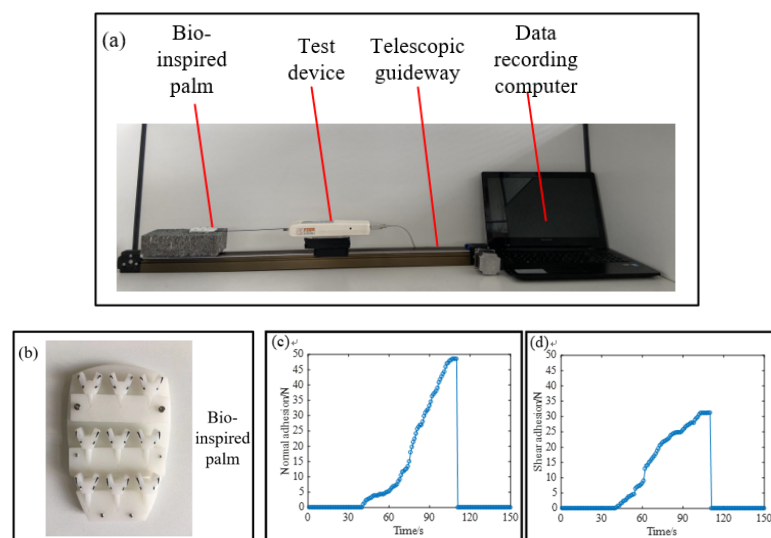 (a)
Bio-
inspired
palm
Test
device
Telescopic
guideway
Data
recording
computer
(b)
Bio-
inspired
palm
(c)
Normal adhesion/N
50
45
40
35
30
25
20
15
10
5
0
0 30 60 90 120 150
Time/s
(d)
Shear adhesion/N
50
45
40
35
30
25
20
15
10
5
0
0 30 60 90 120 150
Time/s